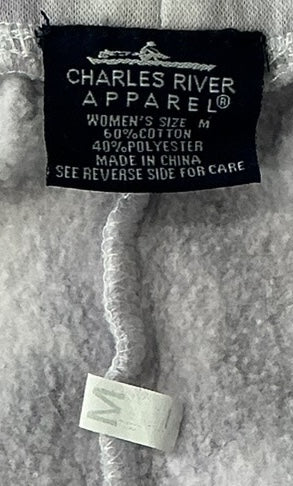 CHARLES RIVER
APPAREL®
WOMEN'S SIZE M
60%COTTON
40%POLYESTER
MADE IN CHINA
SEE REVERSE SIDE FOR CARE
M